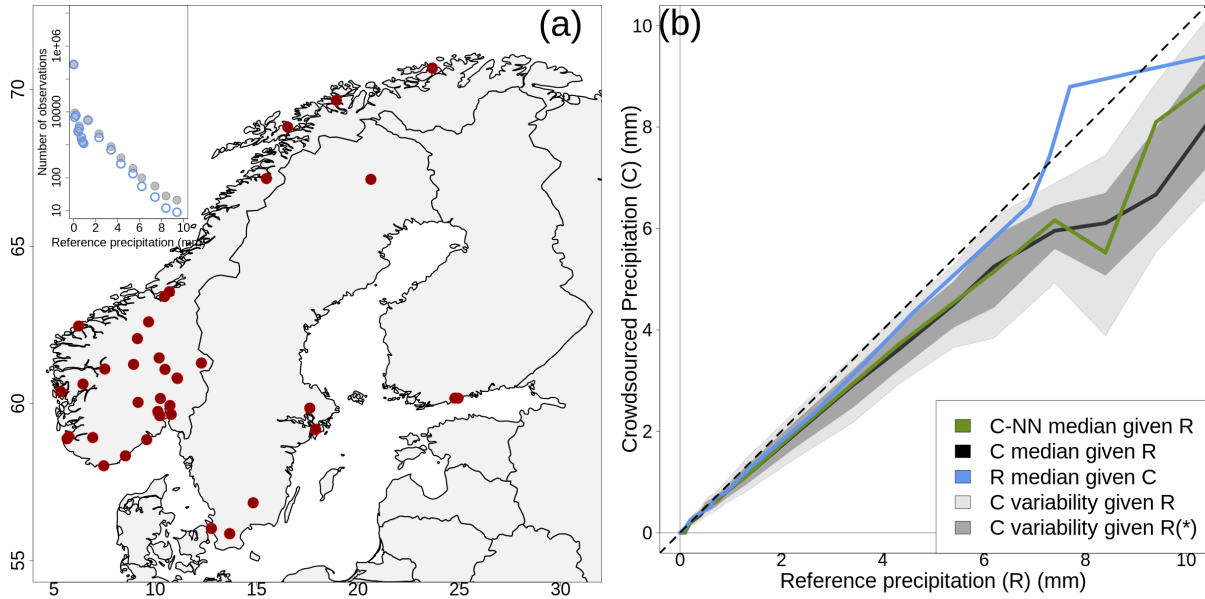 (a)
Number of observations
1e+06
10000
100
10
0
2
4
6
8
10
Reference precipitation (mm)
70
65
60
55
5
10
15
20
25
30
(b)
Crowdsourced Precipitation (C) (mm)
10
8
6
4
2
0
0
2
4
6
8
10
Reference precipitation (R) (mm)
C-NN median given R
C median given R
R median given C
C variability given R
C variability given R(*)